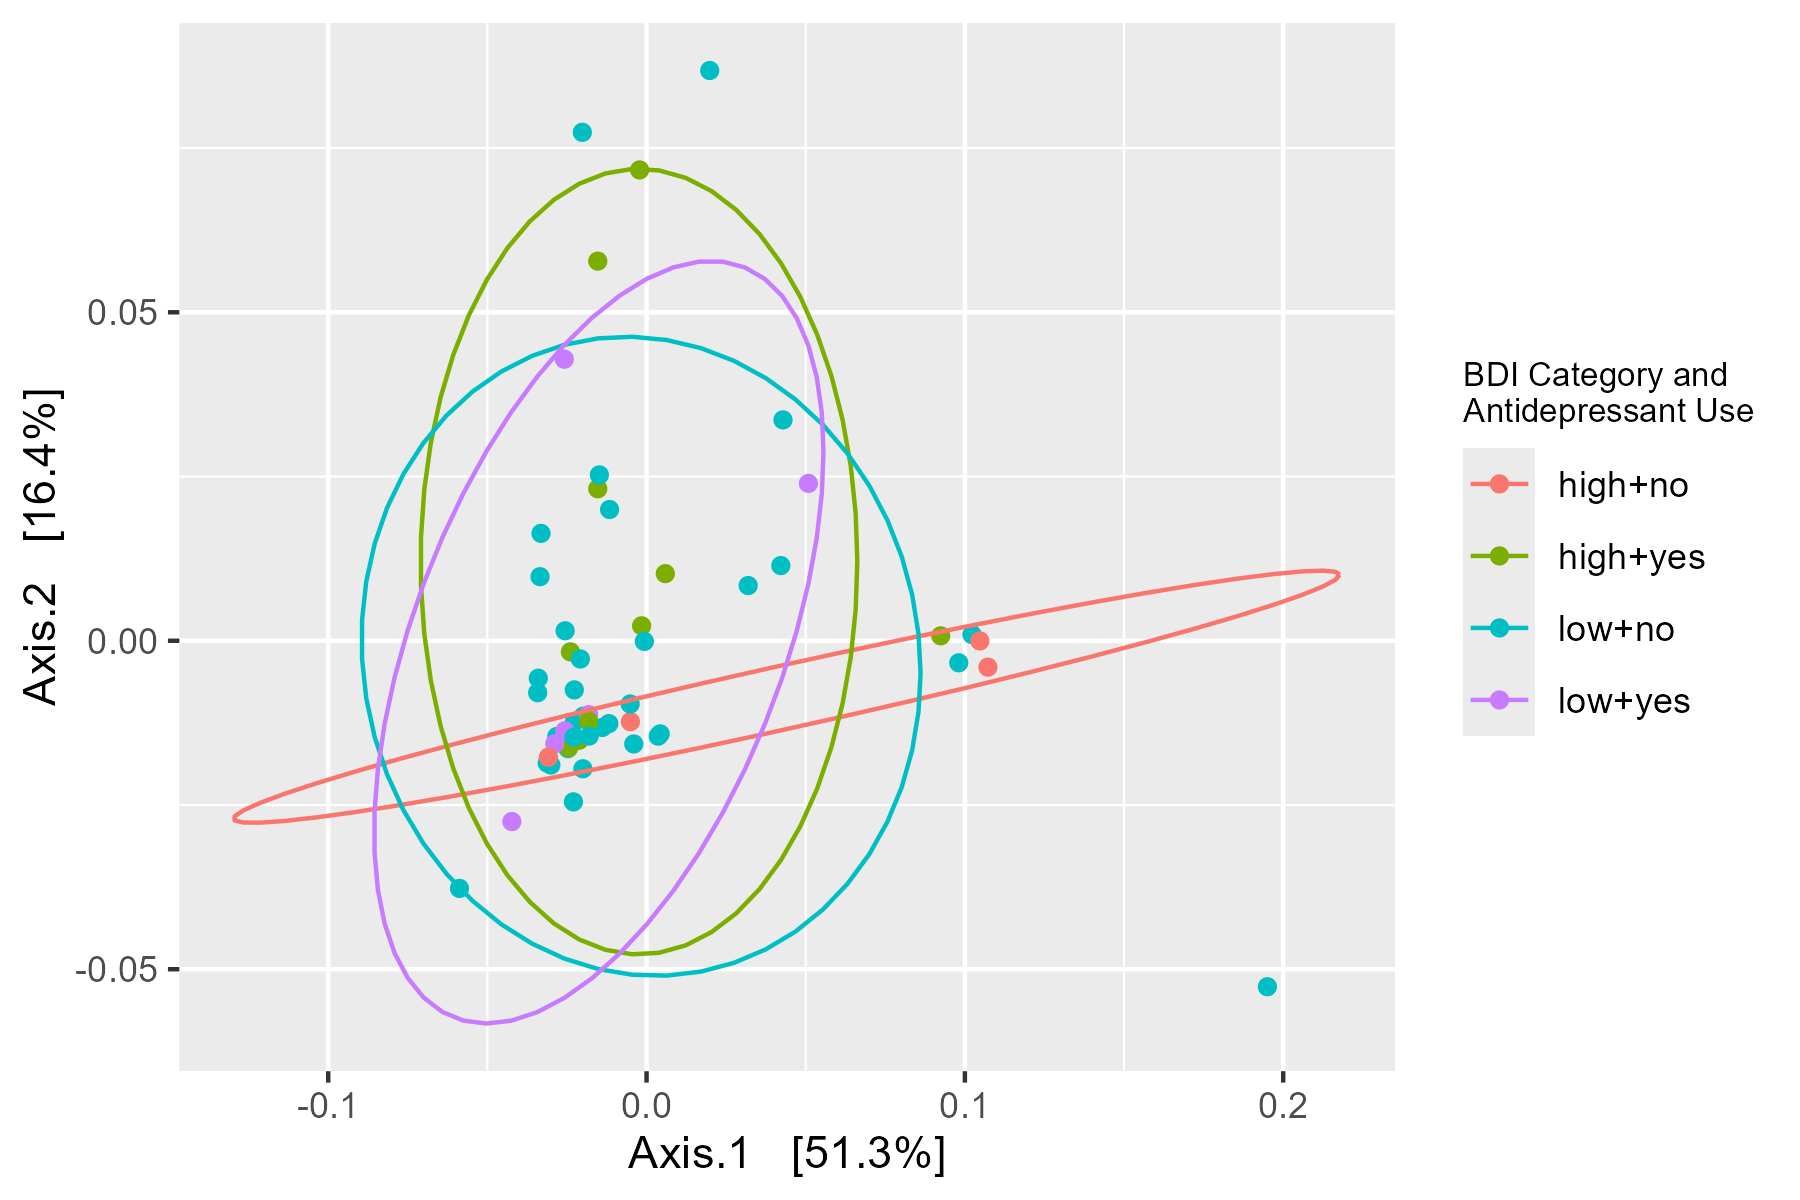 0.05
0.00
-0.05
Axis.2 [16.4%]
-0.1
0.0
0.1
0.2
Axis.1 [51.3%]
BDI Category and
Antidepressant Use
high+no
high+yes
low+no
low+yes